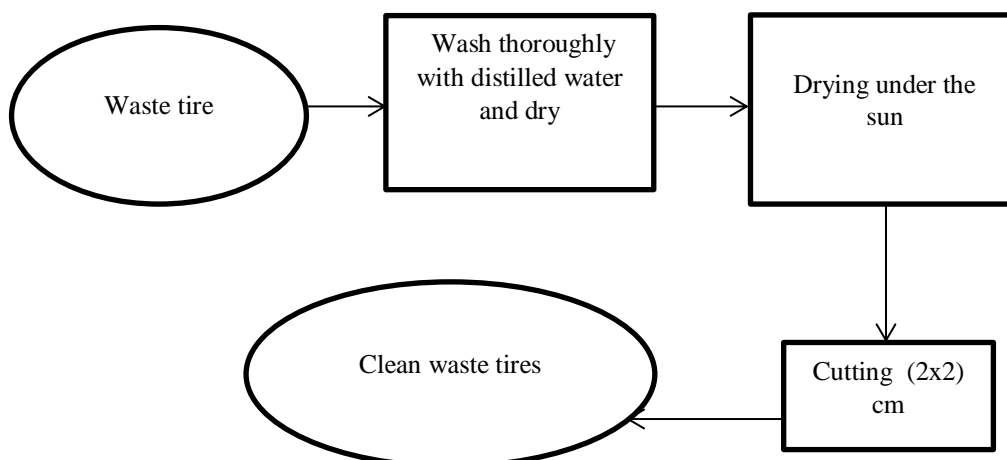 Waste tire
Wash thoroughly
with distilled water
and dry
Drying under the
sun
Cutting (2x2)
cm
Clean waste tires